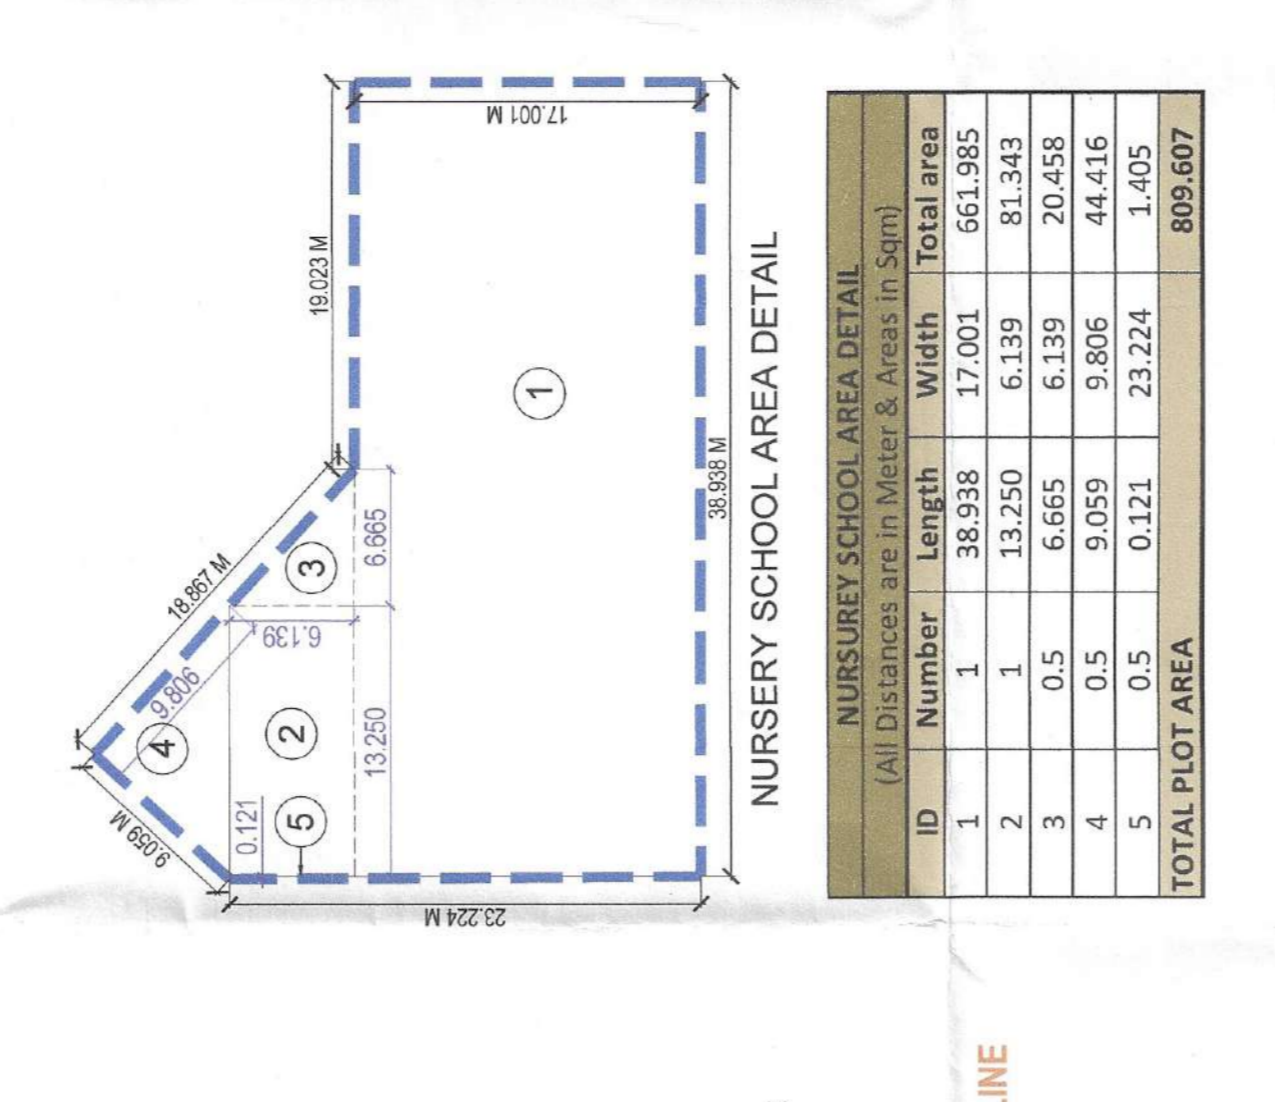 17.001 M
19.023 M
18.867 M
9.059 M
23.224 M
38.938 M
9.806
6.139
6.665
13.250
0.121
1
2
3
4
5
NURSERY SCHOOL AREA DETAIL
NURSUREY SCHOOL AREA DETAIL
(All Distances are in Meter & Areas in Sqm)
ID Number Length Width Total area
1 1 38.938 17.001 661.985
2 1 13.250 6.139 81.343
3 0.5 6.665 6.139 20.458
4 0.5 9.059 9.806 44.416
5 0.5 0.121 23.224 1.405
TOTAL PLOT AREA 809.607
LINE